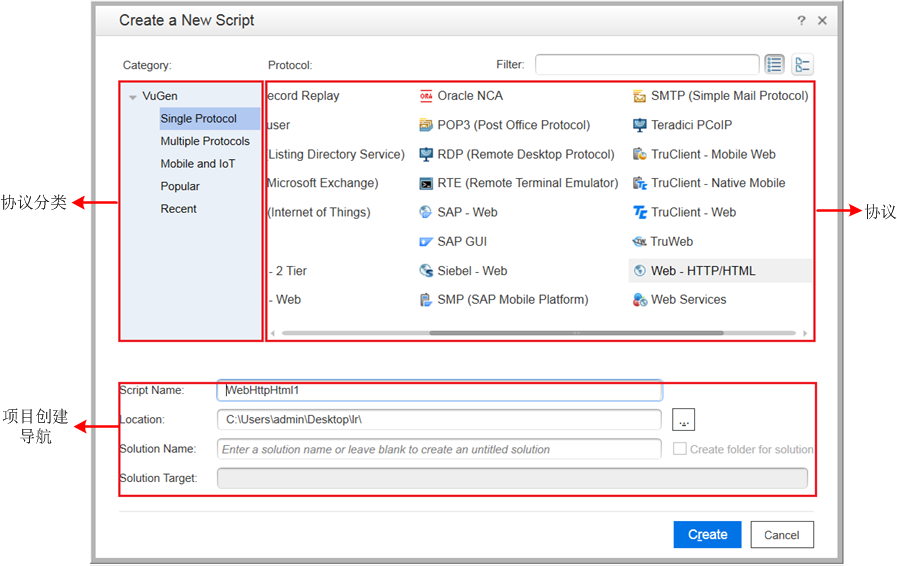 Create a New Script
?
Category:
Protocol:
Filter:
VuGen
Single Protocol
Multiple Protocols
Mobile and IoT
Popular
Recent
ecord Replay
user
Listing Directory Service)
Microsoft Exchange)
(Internet of Things)
- 2 Tier
- Web
Oracle NCA
POP3 (Post Office Protocol)
RDP (Remote Desktop Protocol)
RTE (Remote Terminal Emulator)
SAP - Web
SAP GUI
Siebel - Web
SMP (SAP Mobile Platform)
SMTP (Simple Mail Protocol)
Teradici PCoIP
TruClient - Mobile Web
TruClient - Native Mobile
TruClient - Web
TruWeb
Web - HTTP/HTML
Web Services
协议分类
协议
项目创建
导航
Script Name:
WebHttpHtml1
Location:
C:\Users\admin\Desktop\lr\
...
Solution Name:
Enter a solution name or leave blank to create an untitled solution
Create folder for solution
Solution Target:
Create
Cancel